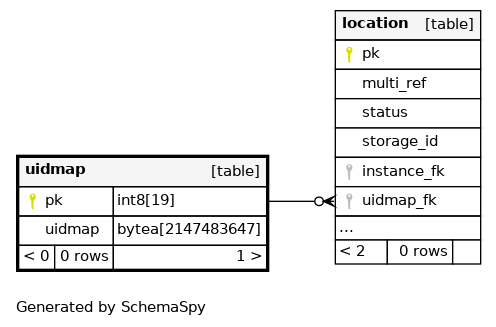 location [table]
pk
multi_ref
status
storage_id
instance_fk
uidmap_fk
...
< 2 0 rows
uidmap [table]
pk int8[19]
uidmap bytea[2147483647]
< 0 0 rows 1 >
Generated by SchemaSpy